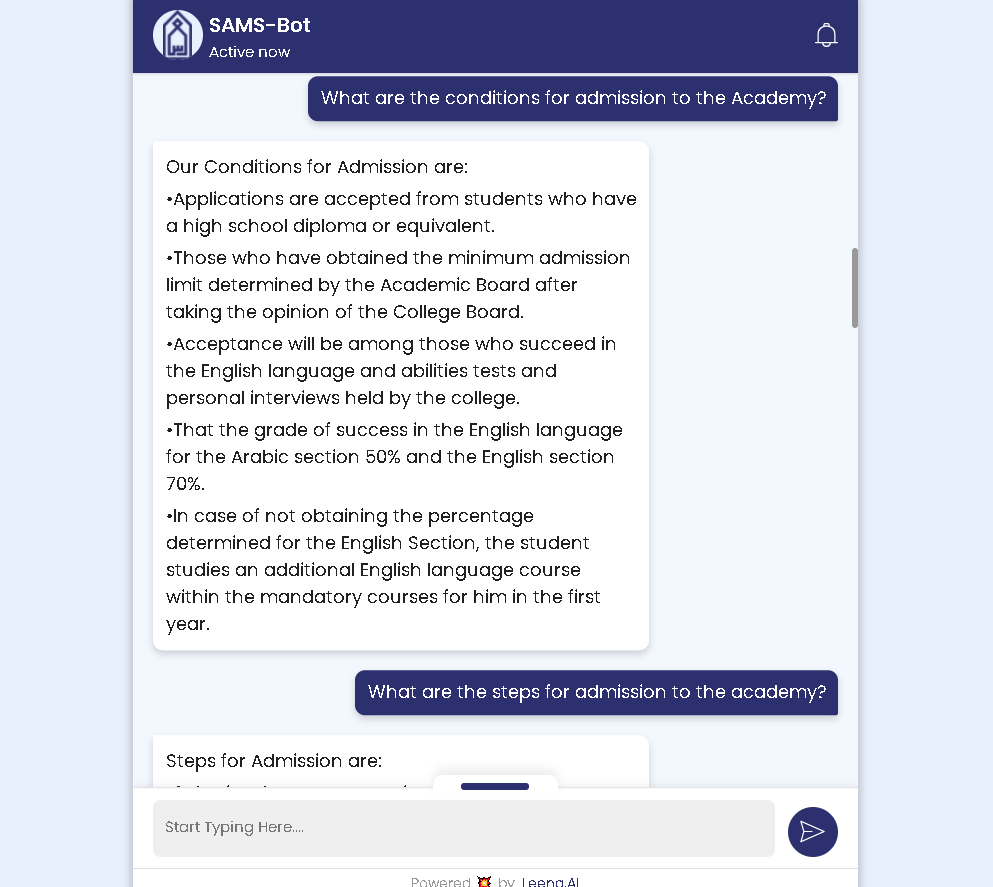 SAMS-Bot
Active now
What are the conditions for admission to the Academy?
Our Conditions for Admission are:
•Applications are accepted from students who have
a high school diploma or equivalent.
•Those who have obtained the minimum admission
limit determined by the Academic Board after
taking the opinion of the College Board.
•Acceptance will be among those who succeed in
the English language and abilities tests and
personal interviews held by the college.
•That the grade of success in the English language
for the Arabic section 50% and the English section
70%.
•In case of not obtaining the percentage
determined for the English Section, the student
studies an additional English language course
within the mandatory courses for him in the first
year.
What are the steps for admission to the academy?
Steps for Admission are:
Start Typing Here....
Powered 💥 by Leena.AI